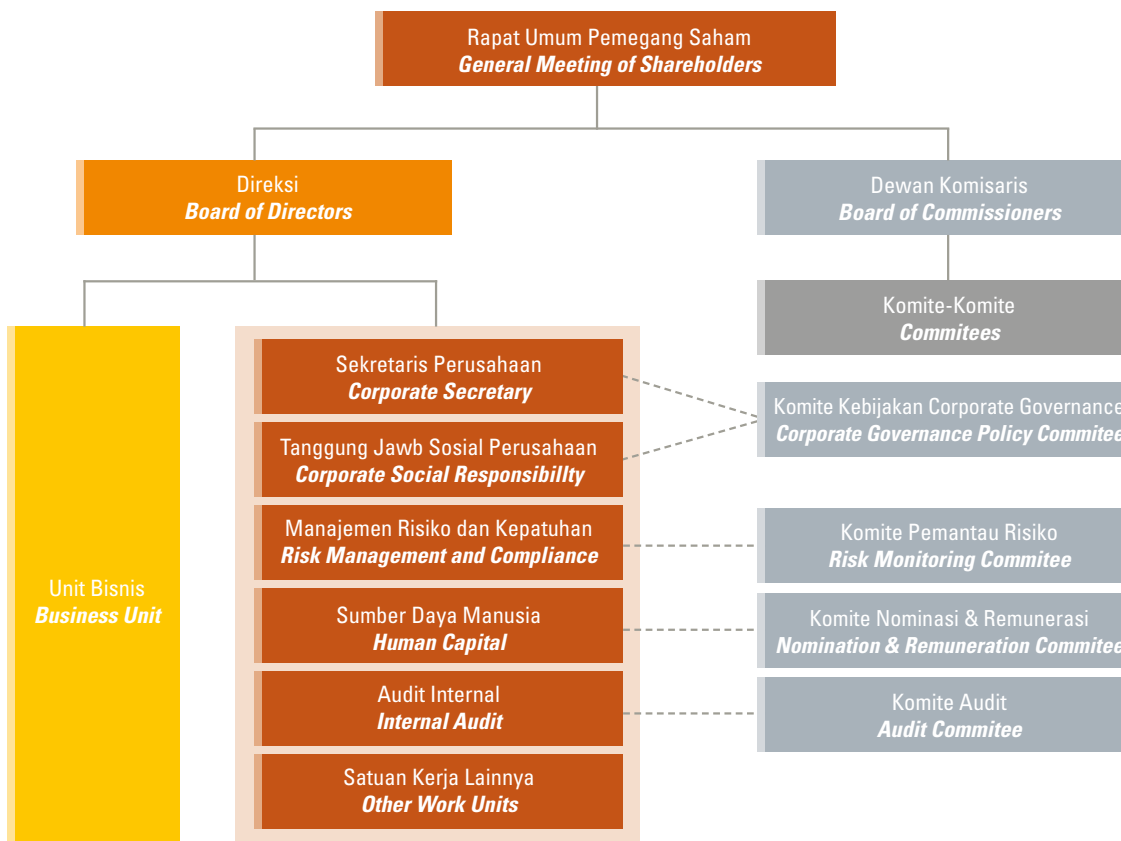 Rapat Umum Pemegang Saham
General Meeting of Shareholders
Direksi
Board of Directors
Dewan Komisaris
Board of Commissioners
Komite-Komite
Commitees
Unit Bisnis
Business Unit
Sekretaris Perusahaan
Corporate Secretary
Tanggung Jawb Sosial Perusahaan
Corporate Social Responsibillty
Manajemen Risiko dan Kepatuhan
Risk Management and Compliance
Sumber Daya Manusia
Human Capital
Audit Internal
Internal Audit
Satuan Kerja Lainnya
Other Work Units
Komite Kebijakan Corporate Governance
Corporate Governance Policy Commitee
Komite Pemantau Risiko
Risk Monitoring Commitee
Komite Nominasi & Remunerasi
Nomination & Remuneration Commitee
Komite Audit
Audit Commitee